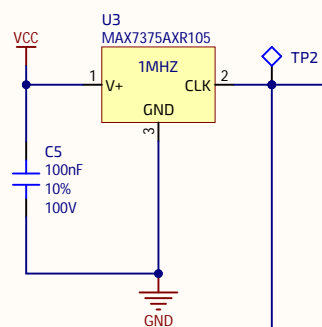 U3
MAX7375AXR105
VCC
1MHZ
TP2
1
V+
CLK
2
GND
3
C5
100nF
10%
100V
GND